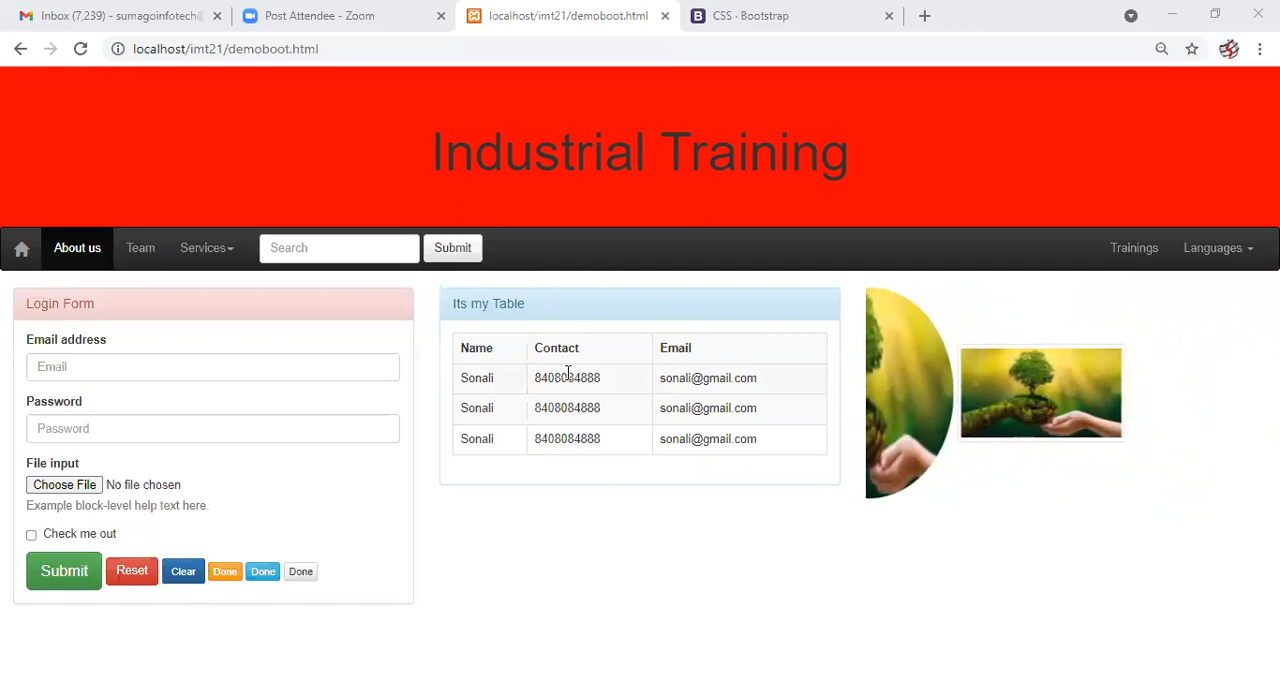 Inbox (7,239) - sumagoinfotech@
Post Attendee - Zoom
localhost/imt21/demoboot.html
B CSS · Bootstrap
localhost/imt21/demoboot.html
Industrial Training
About us Team Services Search Submit Trainings Languages
Login Form
Email address
Email
Password
Password
File input
Choose File No file chosen
Example block-level help text here.
Check me out
Submit Reset Clear Done Done Done
Its my Table
Name Contact Email
Sonali 8408084888 sonali@gmail.com
Sonali 8408084888 sonali@gmail.com
Sonali 8408084888 sonali@gmail.com